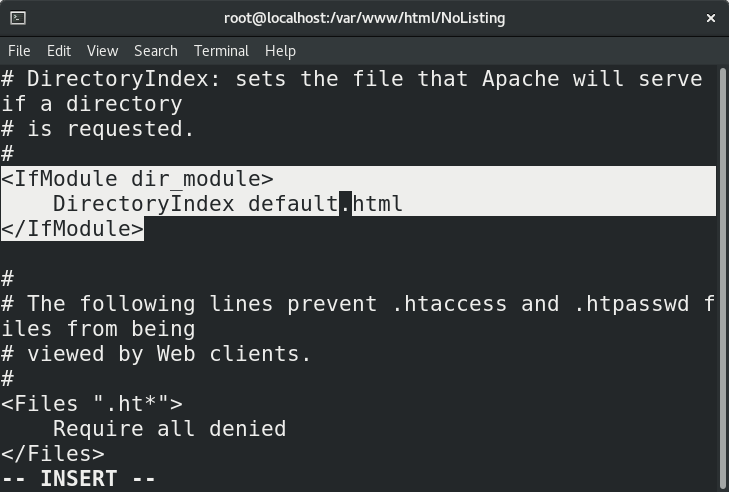 root@localhost:/var/www/html/NoListing
File Edit View Search Terminal Help
# DirectoryIndex: sets the file that Apache will serve
if a directory
# is requested.
#
<IfModule dir_module>
    DirectoryIndex default.html
</IfModule>

#
# The following lines prevent .htaccess and .htpasswd f
iles from being
# viewed by Web clients.
#
<Files ".ht*">
    Require all denied
</Files>
-- INSERT --